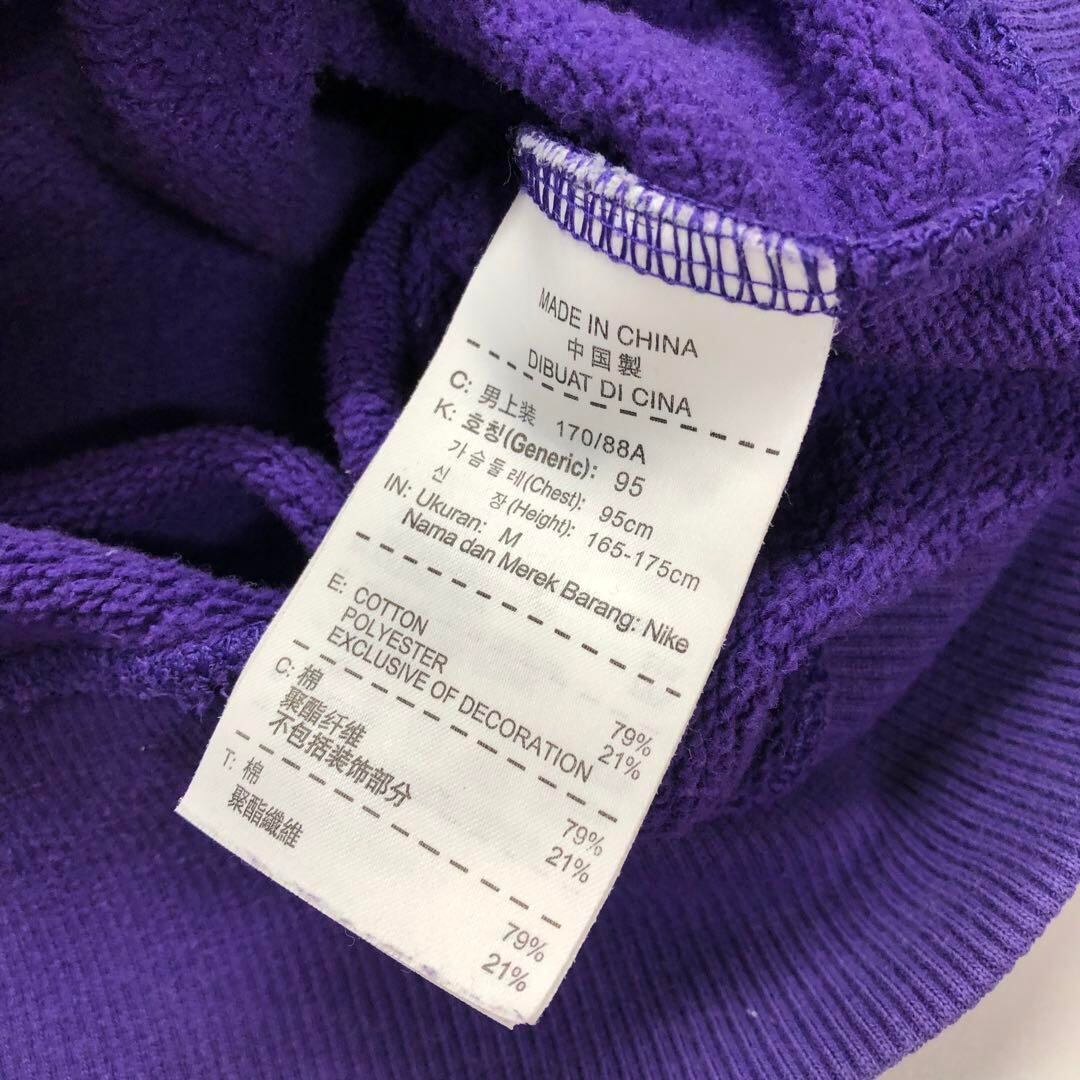 MADE IN CHINA
中国製
DIBUAT DI CINA
C: 男上装 170/88A
K: 호칭(Generic): 95
가슴둘레(Chest): 95cm
신 장(Height): 165-175cm
IN: Ukuran: M
Nama dan Merek Barang: Nike
E: COTTON 79%
POLYESTER 21%
EXCLUSIVE OF DECORATION
C: 棉 79%
聚酯纤维 21%
不包括装饰部分
T: 棉 79%
聚酯纖維 21%